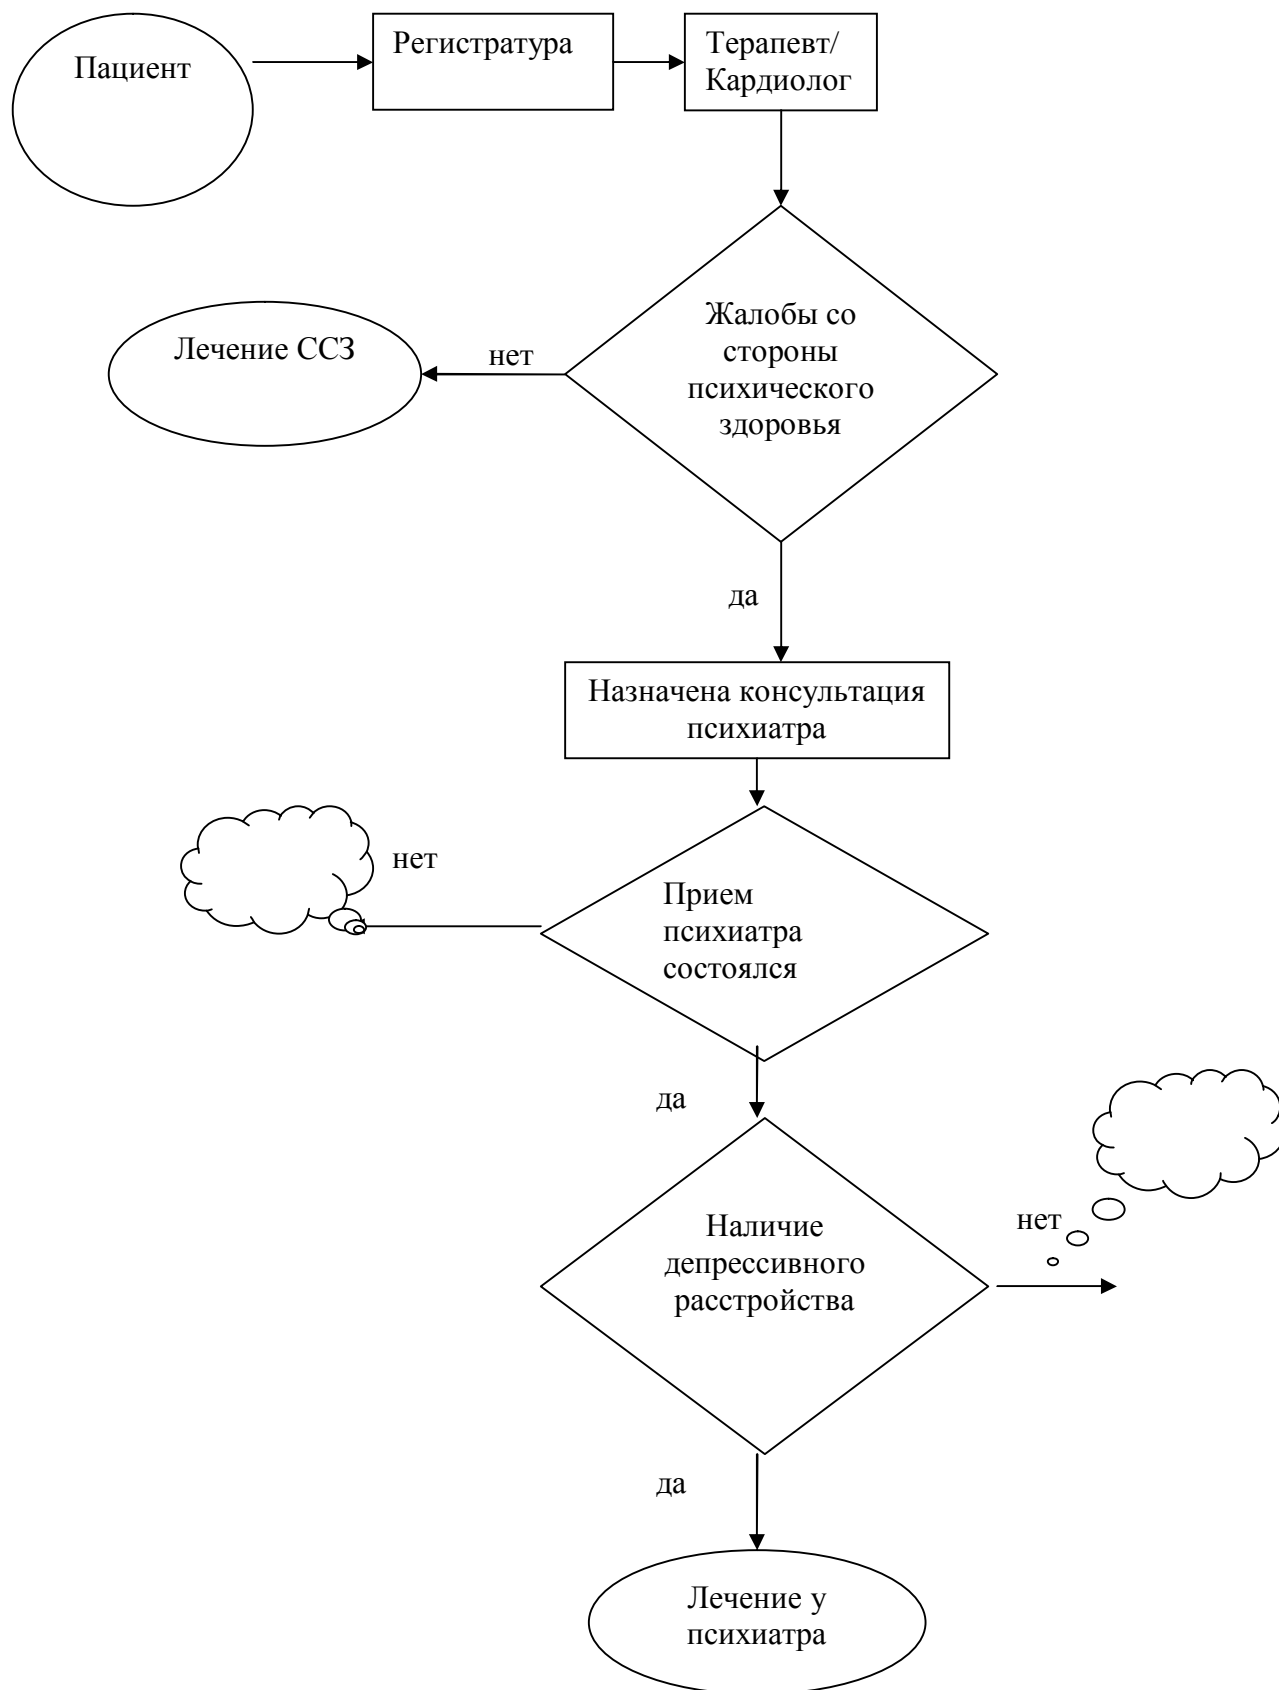 Пациент
Регистратура
Терапевт/
Кардиолог
Жалобы со
стороны
психического
здоровья
нет
Лечение ССЗ
да
Назначена консультация
психиатра
нет
Прием
психиатра
состоялся
да
Наличие
депрессивного
расстройства
нет
да
Лечение у
психиатра